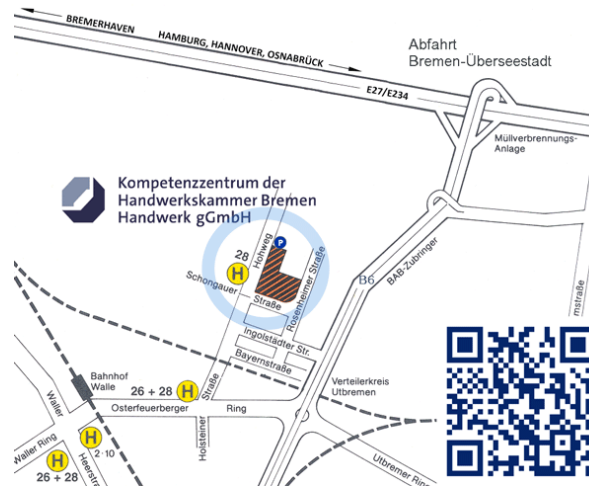 BREMERHAVEN
HAMBURG, HANNOVER, OSNABRÜCK
Abfahrt
Bremen-Überseestadt
E27/E234
Müllverbrennungs-
Anlage
Kompetenzzentrum der
Handwerkskammer Bremen
Handwerk gGmbH
P
28
H
Hohweg
Rosenheimer Straße
Schongauer
Straße
B6
BAB-Zubringer
mstraße
Ingolstädter Str.
Bayernstraße
Bahnhof
Walle
26 + 28
H
Holsteiner
Straße
Verteilerkreis
Utbremen
Waller
Osterfeuerberger
Ring
Waller Ring
H
2·10
H
26 + 28
Heerstra
Utbremer Ring